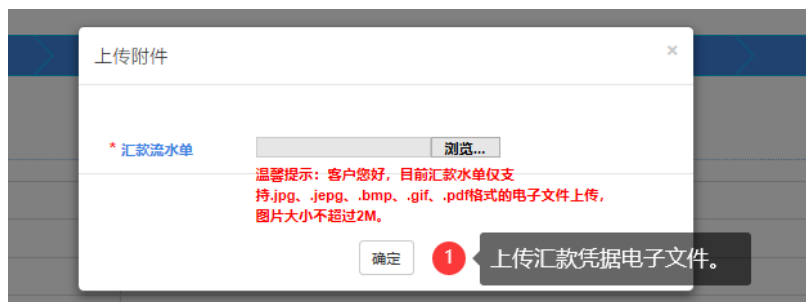 上传附件
×
* 汇款流水单
浏览...
温馨提示：客户您好，目前汇款水单仅支
持.jpg、.jepg、.bmp、.gif、.pdf格式的电子文件上传，
图片大小不超过2M。
确定
1
上传汇款凭据电子文件。